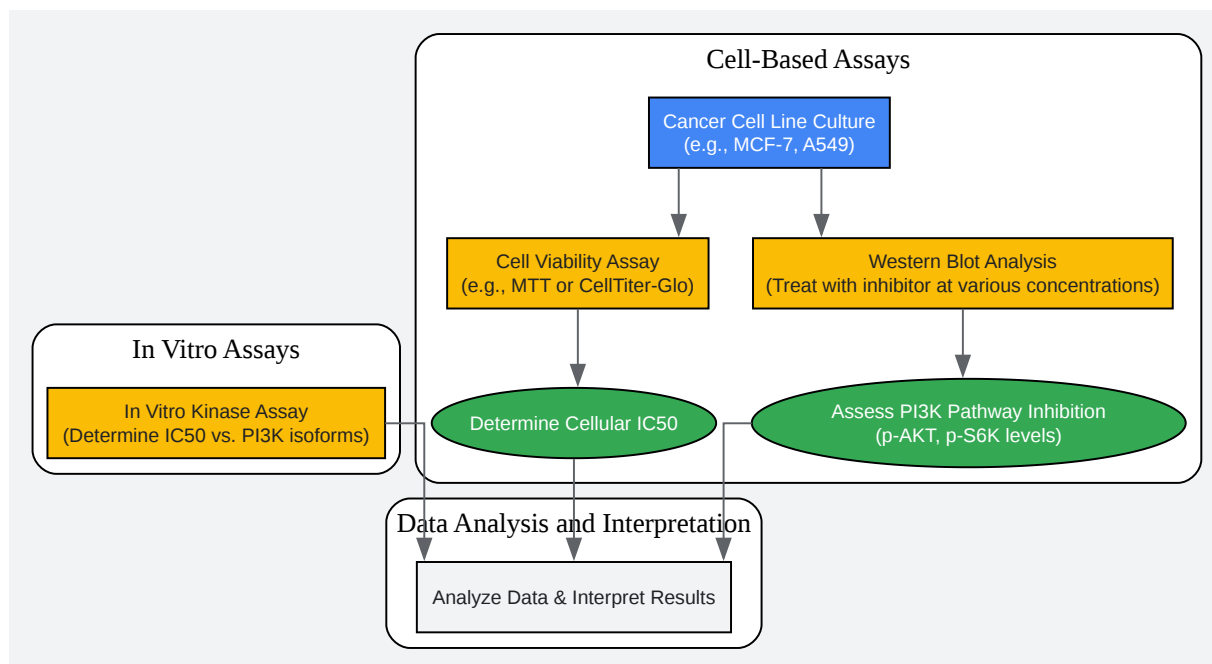 Cell-Based Assays
Cancer Cell Line Culture
(e.g., MCF-7, A549)
Cell Viability Assay
(e.g., MTT or CellTiter-Glo)
Western Blot Analysis
(Treat with inhibitor at various concentrations)
In Vitro Assays
In Vitro Kinase Assay
(Determine IC50 vs. PI3K isoforms)
Determine Cellular IC50
Assess PI3K Pathway Inhibition
(p-AKT, p-S6K levels)
Data Analysis and Interpretation
Analyze Data & Interpret Results